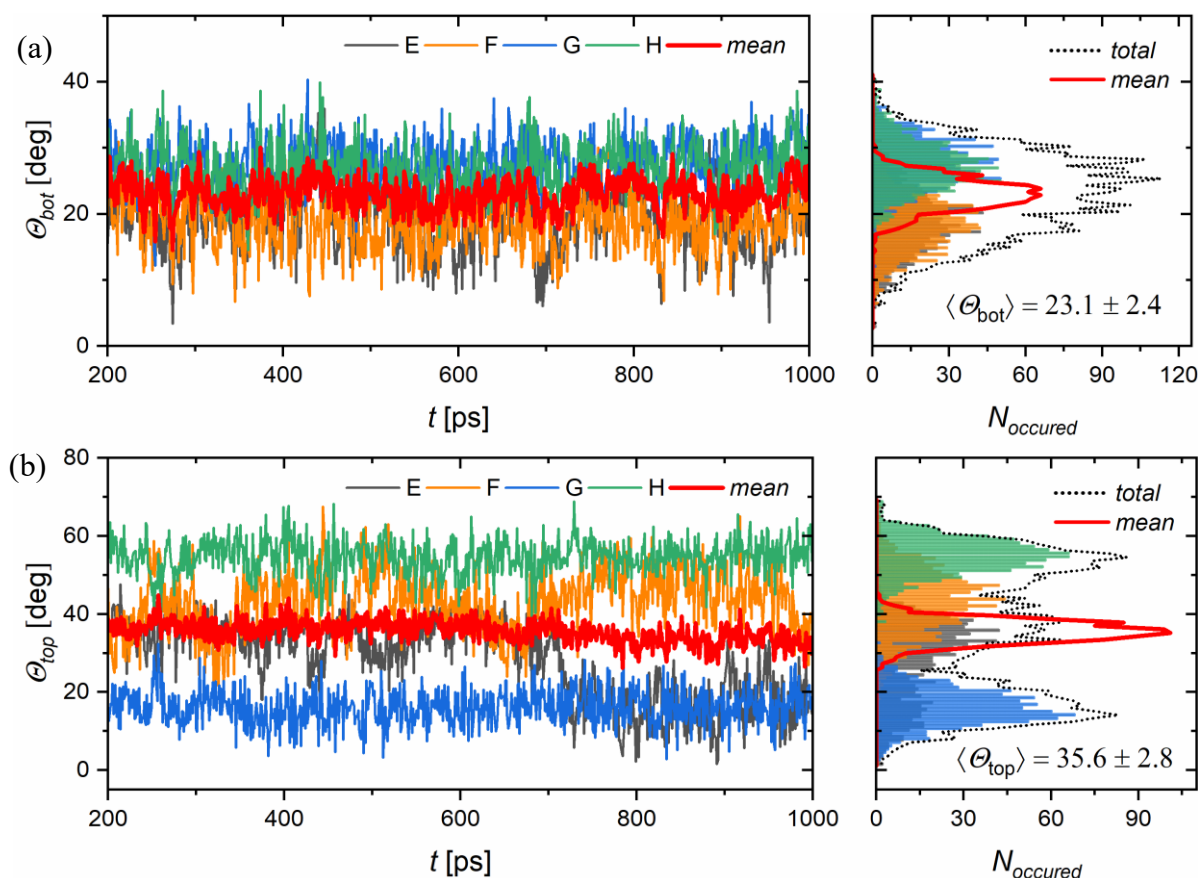 (a)
E F G H mean
total
mean
Θbot [deg]
40
20
0
⟨Θbot⟩ = 23.1 ± 2.4
200 400 600 800 1000
0 30 60 90 120
t [ps]
Noccured
(b)
80
E F G H mean
total
mean
Θtop [deg]
60
40
20
0
⟨Θtop⟩ = 35.6 ± 2.8
200 400 600 800 1000
0 30 60 90
t [ps]
Noccured